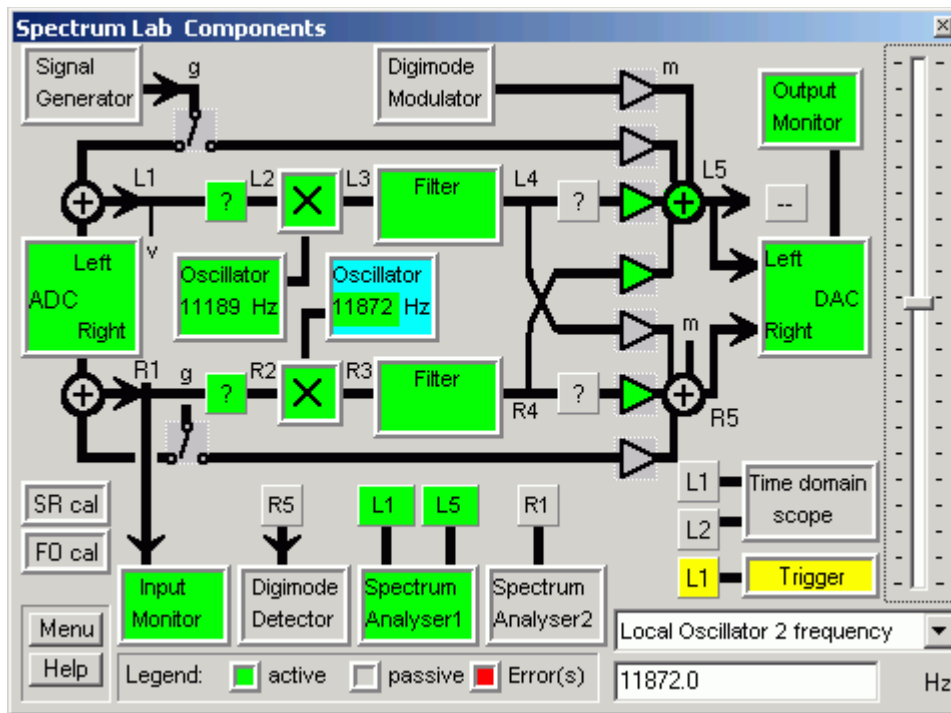 Spectrum Lab Components
Signal
Generator
g
Digimode
Modulator
m
Output
Monitor
L1
?
L2
L3
Filter
L4
?
L5
--
v
Left
ADC
Right
Oscillator
11189 Hz
Oscillator
11872 Hz
Left
DAC
Right
m
R1
g
?
R2
R3
Filter
R4
?
R5
SR cal
FO cal
R5
L1
L5
R1
L1
L2
Time domain
scope
L1
Trigger
Input
Monitor
Digimode
Detector
Spectrum
Analyser1
Spectrum
Analyser2
Menu
Help
Legend:
active
passive
Error(s)
Local Oscillator 2 frequency
11872.0
Hz